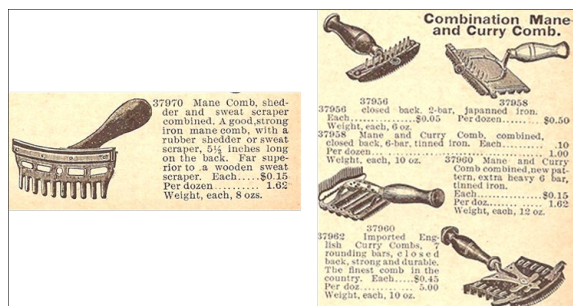 37970 Mane Comb, shed-
der and sweat scraper
combined. A good,strong
iron mane comb, with a
rubber shedder or sweat
scraper, 5½ inches long
on the back. Far supe-
rior to a wooden sweat
scraper. Each.....$0.15
Per dozen.......... 1.62
Weight, each, 8 ozs.
Combination Mane
and Curry Comb.
37956
37958
37956 closed back, 2-bar, japanned iron.
Each...............$0.05 Per dozen..........$0.50
Weight, each, 6 oz.
37958 Mane and Curry Comb, combined,
closed back, 6-bar, tinned iron. Each........ .10
Per dozen.............................. 1.00
Weight, each, 10 oz.
37960 Mane and Curry
Comb combined,new pat-
tern, extra heavy 6 bar,
tinned iron.
Each...............$0.15
Per doz............ 1.62
Weight, each, 12 oz.
37960
37962 Imported Eng-
lish Curry Combs, 7
rounding bars, closed
back, strong and durable.
The finest comb in the
country. Each....$0.45
Per doz............ 5.00
Weight, each, 10 oz.